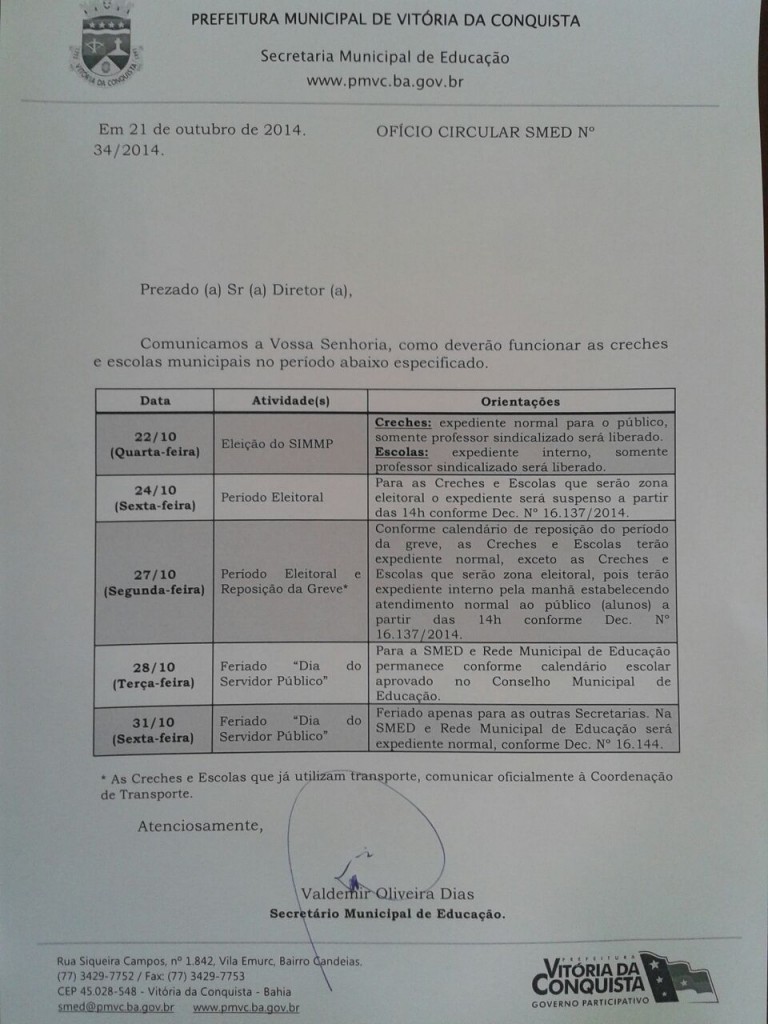 VITÓRIA DA CONQUISTA
PREFEITURA MUNICIPAL DE VITÓRIA DA CONQUISTA
Secretaria Municipal de Educação
www.pmvc.ba.gov.br
Em 21 de outubro de 2014. OFÍCIO CIRCULAR SMED Nº
34/2014.
Prezado (a) Sr (a) Diretor (a),
Comunicamos a Vossa Senhoria, como deverão funcionar as creches
e escolas municipais no período abaixo especificado.
Data Atividade(s) Orientações
22/10
(Quarta-feira)
Eleição do SIMMP
Creches: expediente normal para o público,
somente professor sindicalizado será liberado.
Escolas: expediente interno, somente
professor sindicalizado será liberado.
24/10
(Sexta-feira)
Período Eleitoral
Para as Creches e Escolas que serão zona
eleitoral o expediente será suspenso a partir
das 14h conforme Dec. Nº 16.137/2014.
27/10
(Segunda-feira)
Período Eleitoral e
Reposição da Greve*
Conforme calendário de reposição do período
da greve, as Creches e Escolas terão
expediente normal, exceto as Creches e
Escolas que serão zona eleitoral, pois terão
expediente interno pela manhã estabelecendo
atendimento normal ao público (alunos) a
partir das 14h conforme Dec. Nº
16.137/2014.
28/10
(Terça-feira)
Feriado "Dia do
Servidor Público"
Para a SMED e Rede Municipal de Educação
permanece conforme calendário escolar
aprovado no Conselho Municipal de
Educação.
31/10
(Sexta-feira)
Feriado "Dia do
Servidor Público"
Feriado apenas para as outras Secretarias. Na
SMED e Rede Municipal de Educação será
expediente normal, conforme Dec. Nº 16.144.
* As Creches e Escolas que já utilizam transporte, comunicar oficialmente à Coordenação
de Transporte.
Atenciosamente,
Valdemir Oliveira Dias
Secretário Municipal de Educação.
Rua Siqueira Campos, nº 1.842, Vila Emurc, Bairro Candeias.
(77) 3429-7752 / Fax: (77) 3429-7753
CEP 45.028-548 - Vitória da Conquista - Bahia
smed@pmvc.ba.gov.br www.pmvc.ba.gov.br
PREFEITURA
VITÓRIA DA
CONQUISTA
GOVERNO PARTICIPATIVO